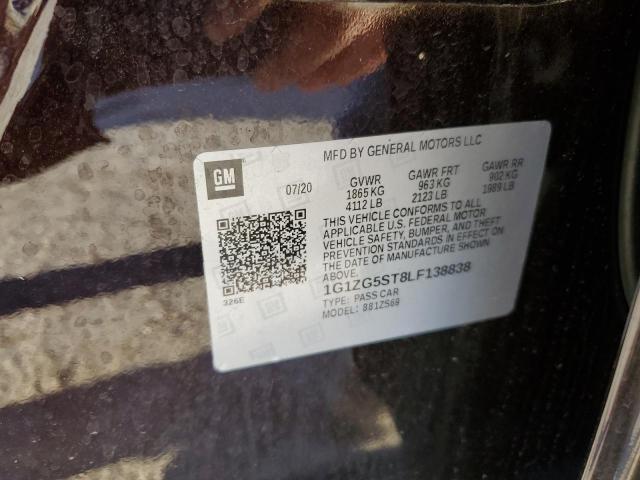 MFD BY GENERAL MOTORS LLC
GM
07/20
GVWR GAWR FRT GAWR RR
1865 KG 963 KG 902 KG
4112 LB 2123 LB 1989 LB
THIS VEHICLE CONFORMS TO ALL
APPLICABLE U.S. FEDERAL MOTOR
VEHICLE SAFETY, BUMPER, AND THEFT
PREVENTION STANDARDS IN EFFECT ON
THE DATE OF MANUFACTURE SHOWN
ABOVE.
1G1ZG5ST8LF138838
326E
TYPE: PASS CAR
MODEL: 881ZS69